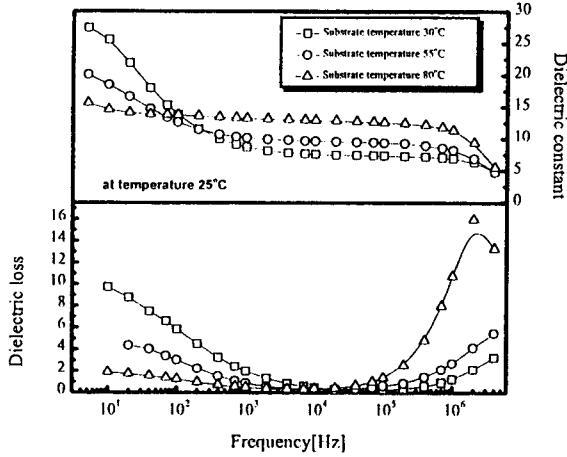 Substrate temperature 30°C
Substrate temperature 55°C
Substrate temperature 80°C
30
25
20
15
10
5
0
Dielectric constant
at temperature 25°C
16
14
12
10
8
6
4
2
0
Dielectric loss
10¹ 10² 10³ 10⁴ 10⁵ 10⁶
Frequency[Hz]